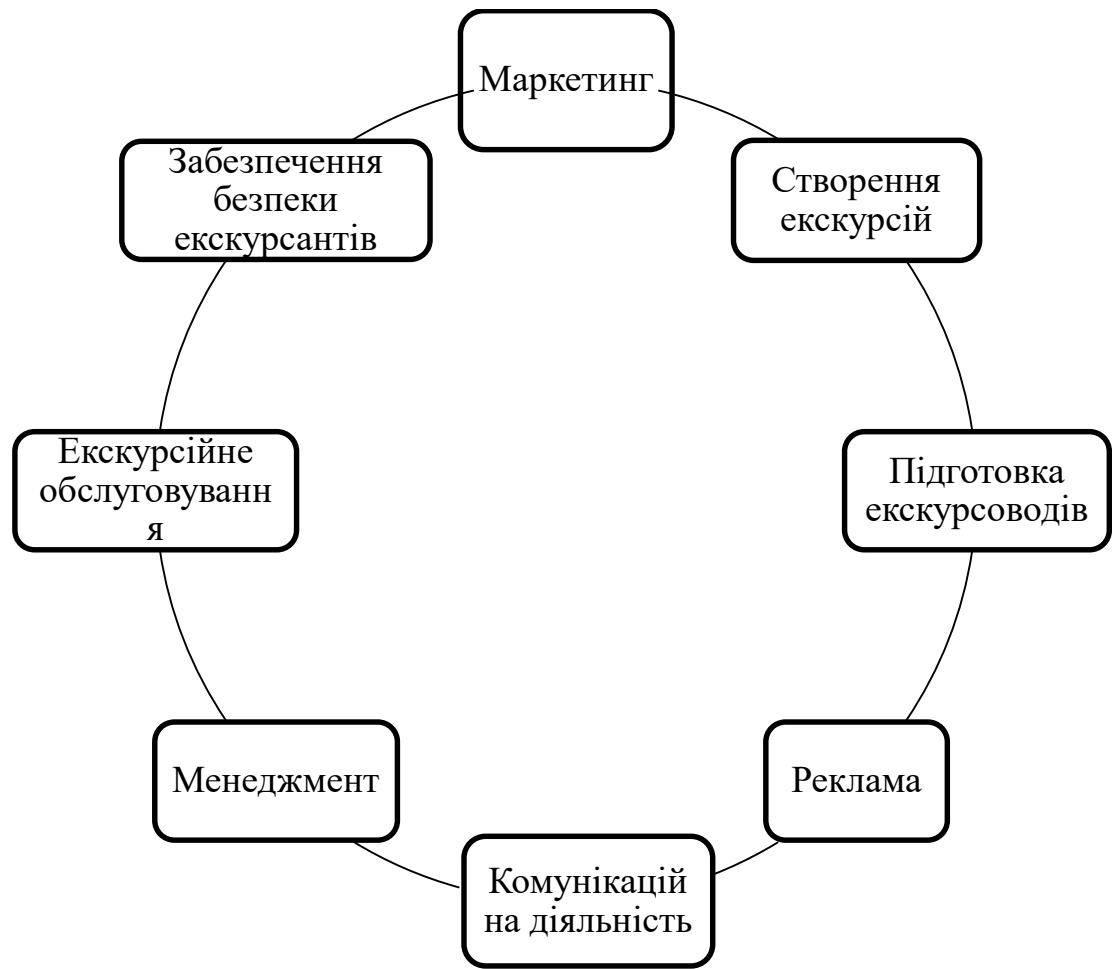 Маркетинг
Створення
екскурсій
Підготовка
екскурсоводів
Реклама
Комунікацій
на діяльність
Менеджмент
Екскурсійне
обслуговуванн
я
Забезпечення
безпеки
екскурсантів